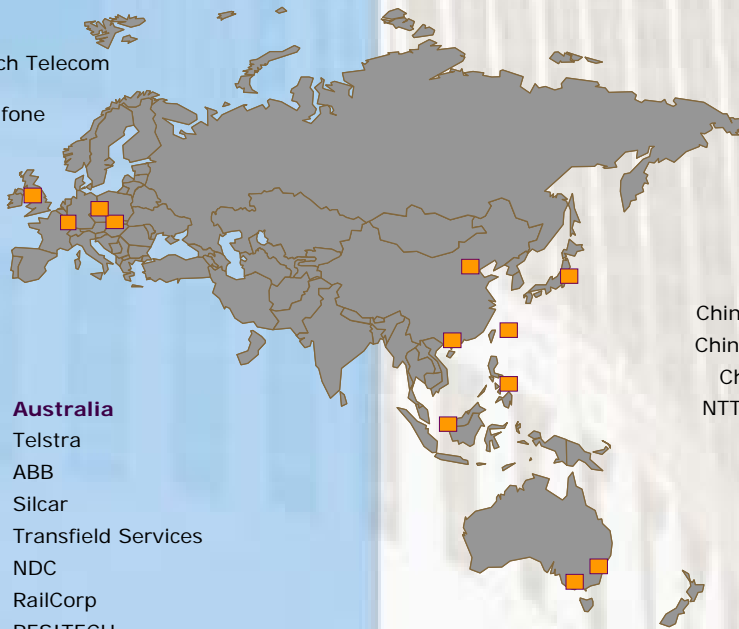 ch Telecom
fone
Chin
Chin
Ch
NTT
Australia
Telstra
ABB
Silcar
Transfield Services
NDC
RailCorp